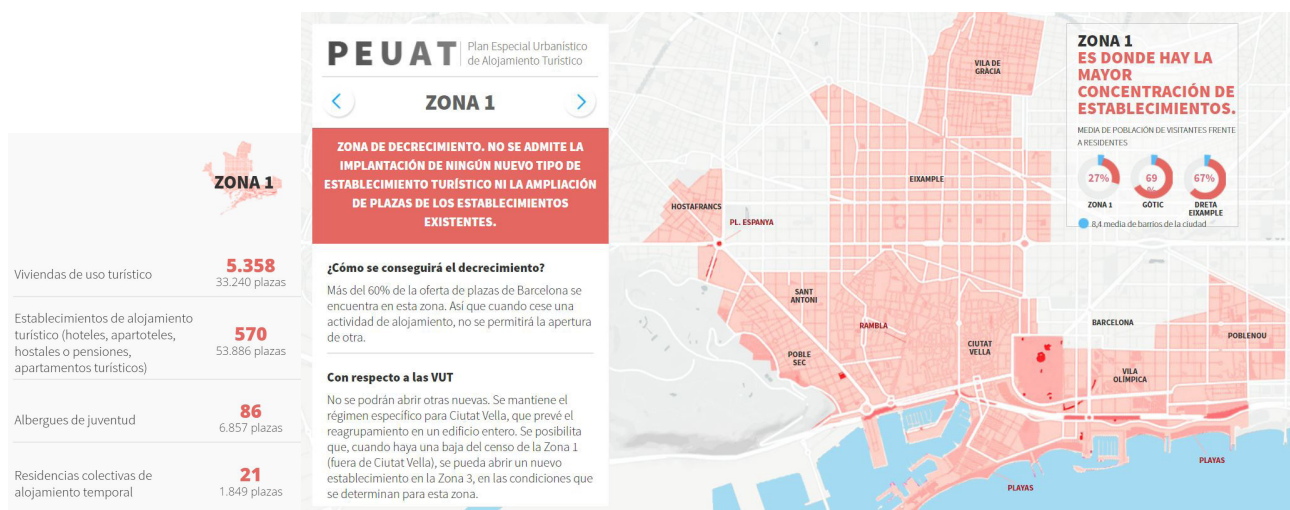 ZONA 1
Viviendas de uso turístico
5.358
33.240 plazas
Establecimientos de alojamiento
turístico (hoteles, apartoteles,
hostales o pensiones,
apartamentos turísticos)
570
53.886 plazas
Albergues de juventud
86
6.857 plazas
Residencias colectivas de
alojamiento temporal
21
1.849 plazas
PEUAT
Plan Especial Urbanístico
de Alojamiento Turístico
ZONA 1
ZONA DE DECRECIMIENTO. NO SE ADMITE LA
IMPLANTACIÓN DE NINGÚN NUEVO TIPO DE
ESTABLECIMIENTO TURÍSTICO NI LA AMPLIACIÓN
DE PLAZAS DE LOS ESTABLECIMIENTOS
EXISTENTES.
¿Cómo se conseguirá el decrecimiento?
Más del 60% de la oferta de plazas de Barcelona se
encuentra en esta zona. Así que cuando cese una
actividad de alojamiento, no se permitirá la apertura
de otra.
Con respecto a las VUT
No se podrán abrir otras nuevas. Se mantiene el
régimen específico para Ciutat Vella, que prevé el
reagrupamiento en un edificio entero. Se posibilita
que, cuando haya una baja del censo de la Zona 1
(fuera de Ciutat Vella), se pueda abrir un nuevo
establecimiento en la Zona 3, en las condiciones que
se determinan para esta zona.
VILA DE
GRÀCIA
EIXAMPLE
HOSTAFRANCS
PL. ESPANYA
SANT
ANTONI
RAMBLA
POBLE
SEC
CIUTAT
VELLA
BARCELONA
POBLENOU
VILA
OLÍMPICA
PLAYAS
PLAYAS
ZONA 1
ES DONDE HAY LA
MAYOR
CONCENTRACIÓN DE
ESTABLECIMIENTOS.
MEDIA DE POBLACIÓN DE VISITANTES FRENTE
A RESIDENTES
27%
69
%
67%
ZONA 1
GÒTIC
DRETA
EIXAMPLE
8,4 media de barrios de la ciudad